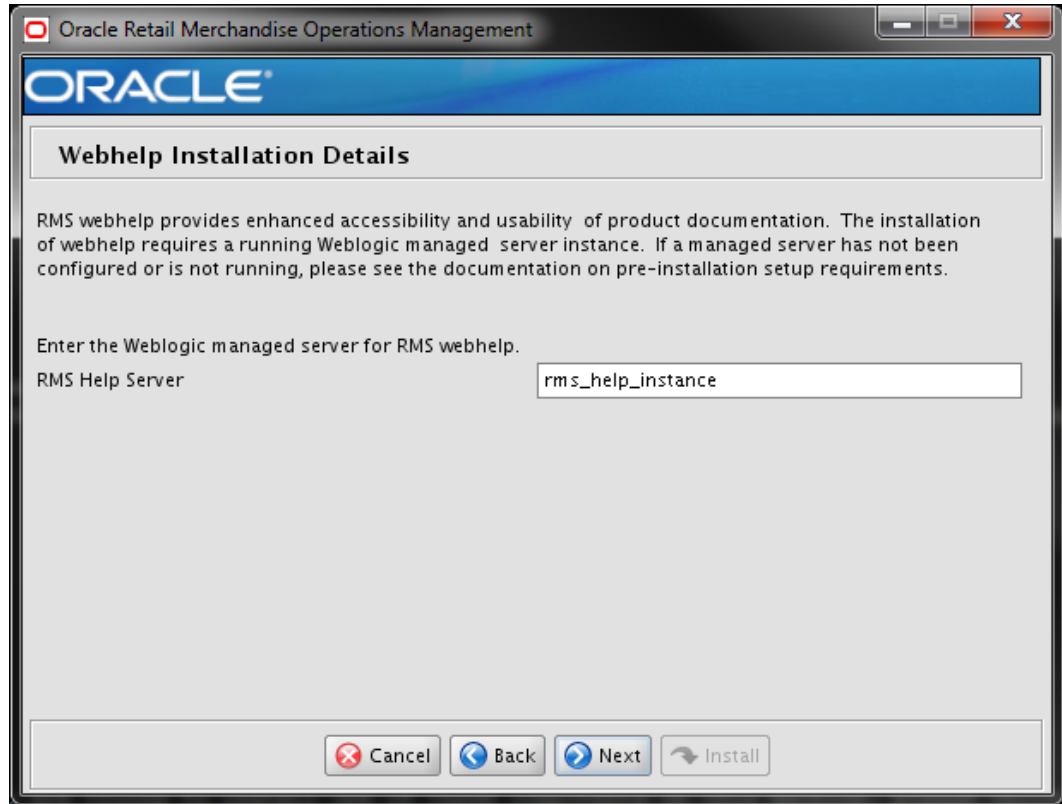 Oracle Retail Merchandise Operations Management
ORACLE®
Webhelp Installation Details
RMS webhelp provides enhanced accessibility and usability of product documentation. The installation
of webhelp requires a running Weblogic managed server instance. If a managed server has not been
configured or is not running, please see the documentation on pre-installation setup requirements.
Enter the Weblogic managed server for RMS webhelp.
RMS Help Server rms_help_instance
Cancel Back Next Install